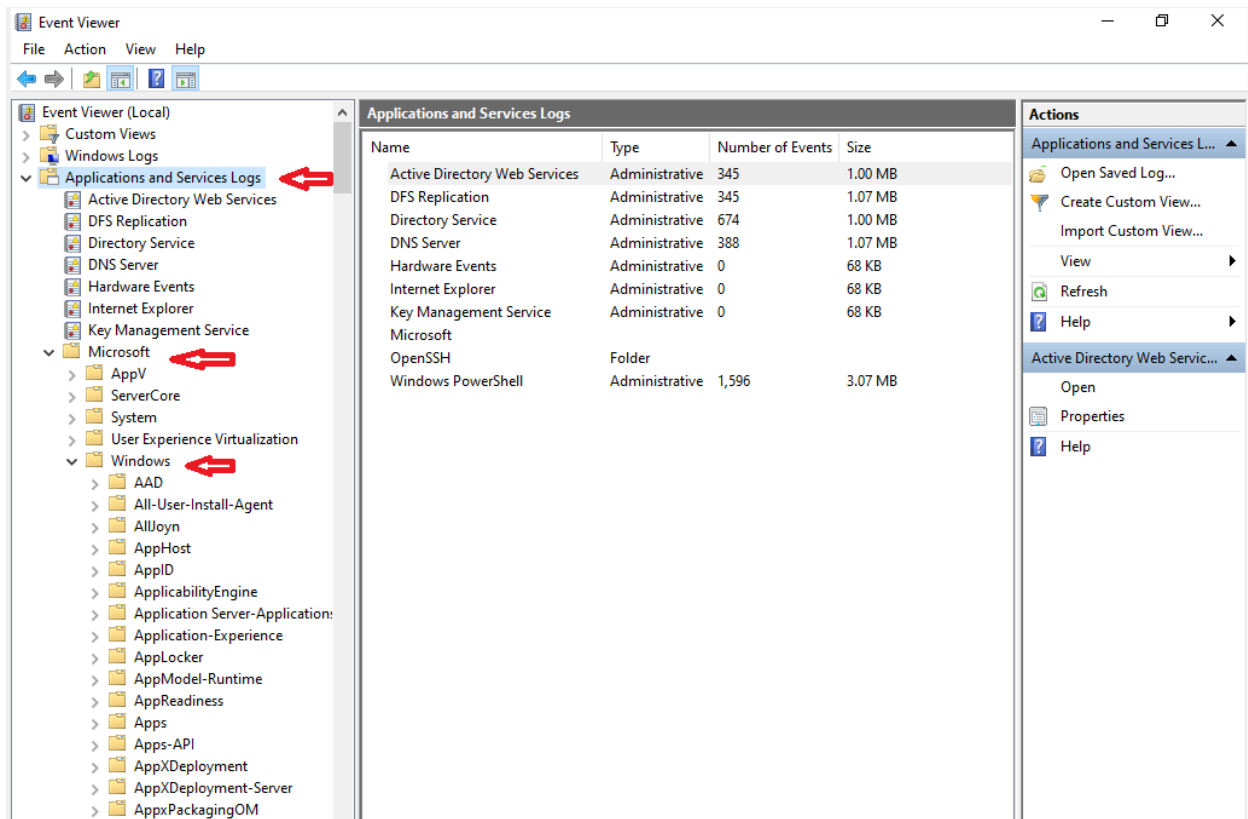 Event Viewer
File Action View Help
Event Viewer (Local)
Custom Views
Windows Logs
Applications and Services Logs
Active Directory Web Services
DFS Replication
Directory Service
DNS Server
Hardware Events
Internet Explorer
Key Management Service
Microsoft
AppV
ServerCore
System
User Experience Virtualization
Windows
AAD
All-User-Install-Agent
AllJoyn
AppHost
AppID
ApplicabilityEngine
Application Server-Applications
Application-Experience
AppLocker
AppModel-Runtime
AppReadiness
Apps
Apps-API
AppXDeployment
AppXDeployment-Server
AppxPackagingOM
Applications and Services Logs
Name Type Number of Events Size
Active Directory Web Services Administrative 345 1.00 MB
DFS Replication Administrative 345 1.07 MB
Directory Service Administrative 674 1.00 MB
DNS Server Administrative 388 1.07 MB
Hardware Events Administrative 0 68 KB
Internet Explorer Administrative 0 68 KB
Key Management Service Administrative 0 68 KB
Microsoft
OpenSSH Folder
Windows PowerShell Administrative 1,596 3.07 MB
Actions
Applications and Services L...
Open Saved Log...
Create Custom View...
Import Custom View...
View
Refresh
Help
Active Directory Web Servic...
Open
Properties
Help